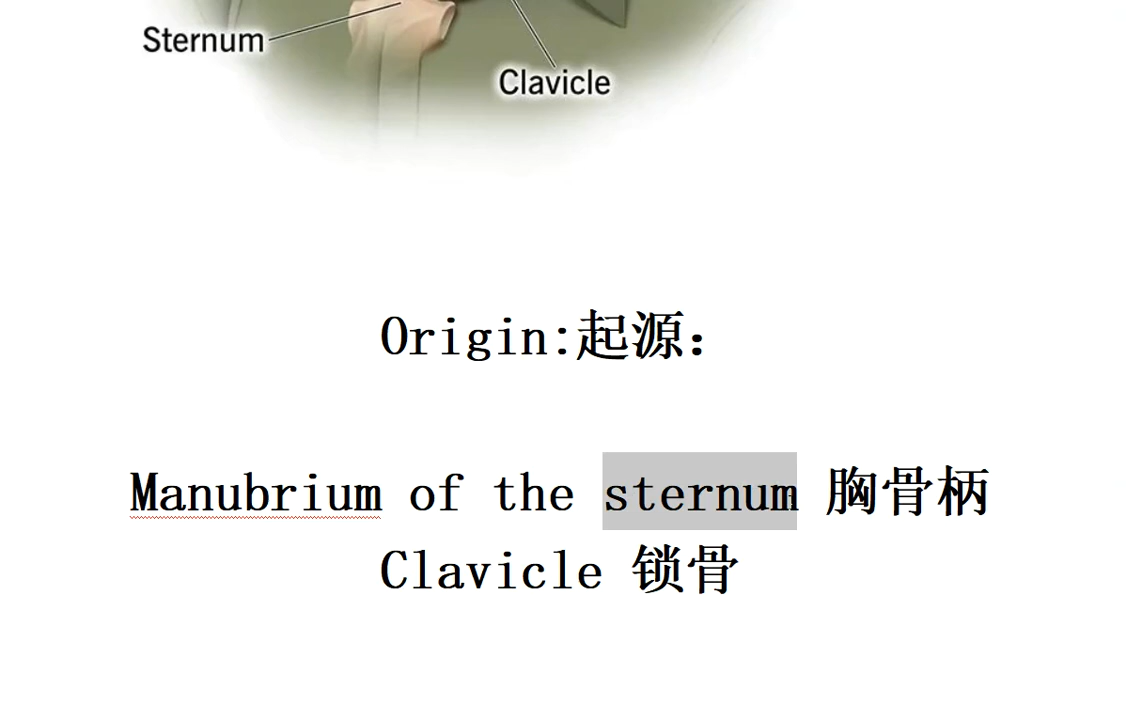 Sternum
Clavicle
Origin:起源：
Manubrium of the sternum 胸骨柄
Clavicle 锁骨